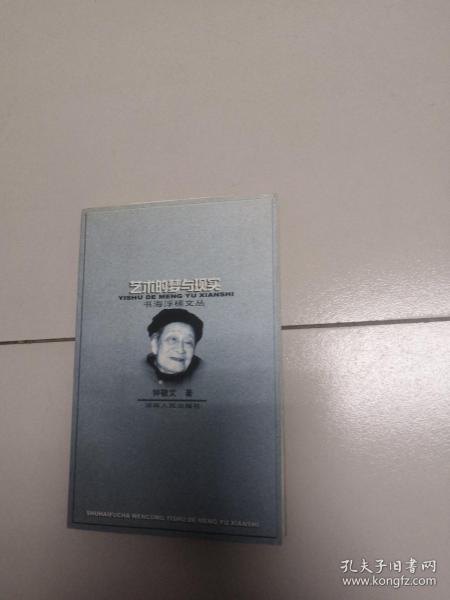 艺术的梦与现实
YISHU DE MENG YU XIANSHI
书海浮槎文丛
钟敬文 著
湖南人民出版社
SHUHAIFUCHA WENCONG YISHU DE MENG YU XIANSHI
孔夫子旧书网
www.kongfz.com